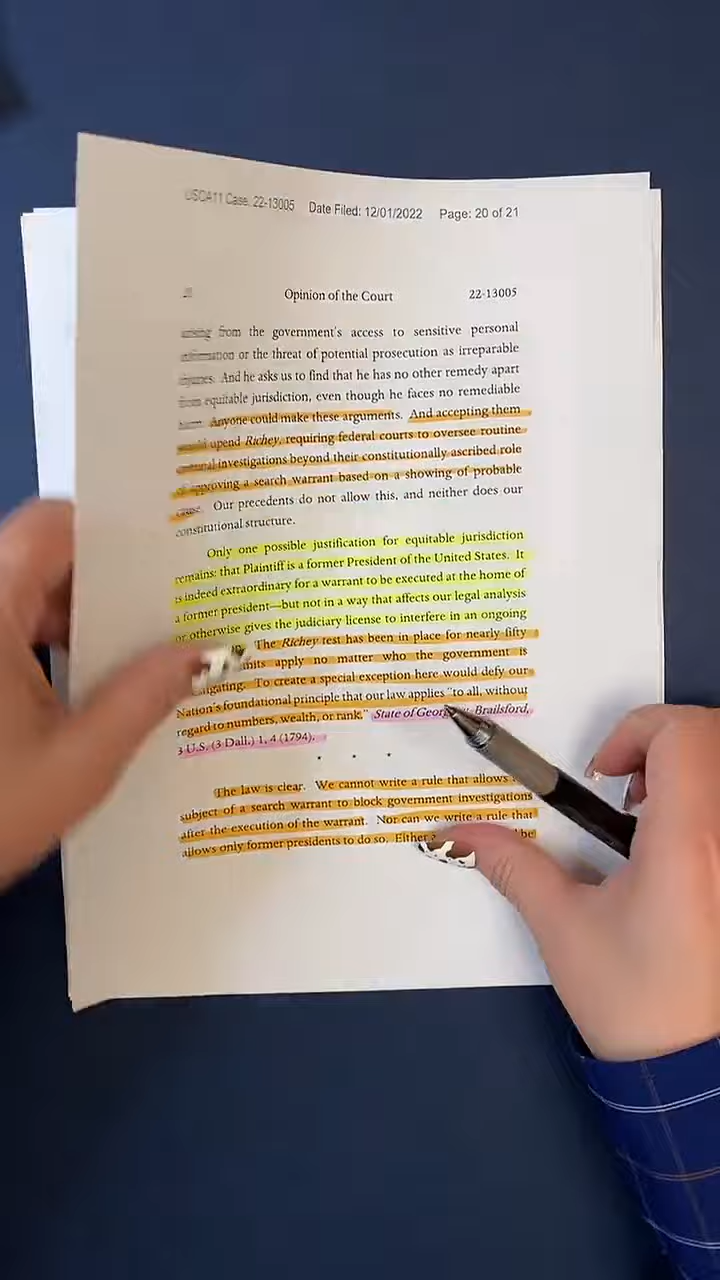 USCA11 Case: 22-13005 Date Filed: 12/01/2022 Page: 20 of 21
Opinion of the Court 22-13005
arising from the government's access to sensitive personal
information or the threat of potential prosecution as irreparable
injuries. And he asks us to find that he has no other remedy apart
from equitable jurisdiction, even though he faces no remediable
harm. Anyone could make these arguments. And accepting them
would upend Richey, requiring federal courts to oversee routine
criminal investigations beyond their constitutionally ascribed role
of approving a search warrant based on a showing of probable
cause. Our precedents do not allow this, and neither does our
constitutional structure.
Only one possible justification for equitable jurisdiction
remains: that Plaintiff is a former President of the United States. It
is indeed extraordinary for a warrant to be executed at the home of
a former president—but not in a way that affects our legal analysis
or otherwise gives the judiciary license to interfere in an ongoing
The Richey test has been in place for nearly fifty
apply no matter who the government is
To create a special exception here would defy our
Nation's foundational principle that our law applies "to all, without
regard to numbers, wealth, or rank." State of Brailsford,
3 U.S. (3 Dall.) 1, 4 (1794).
* * *
The law is clear. We cannot write a rule that allows
subject of a search warrant to block government investigations
after the execution of the warrant. Nor can we write a rule that
allows only former presidents to do so. Either be